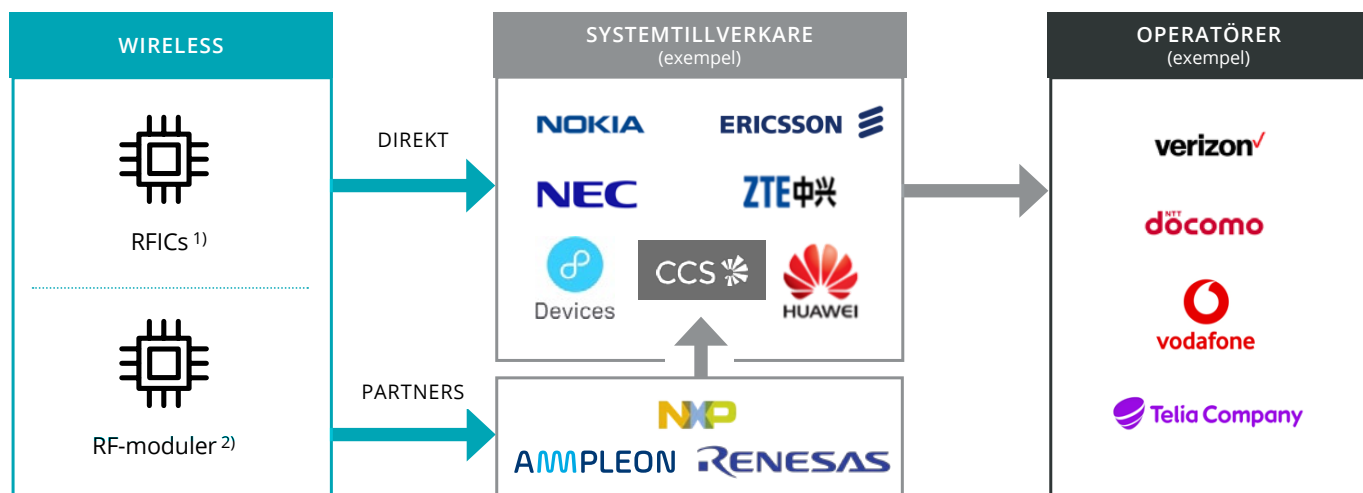 WIRELESS
RFICs 1)
RF-moduler 2)
DIREKT
PARTNERS
SYSTEMTILLVERKARE
(exempel)
NOKIA
ERICSSON
NEC
ZTE中兴
Devices
CCS
HUAWEI
NXP
AMPLEON
RENESAS
OPERATÖRER
(exempel)
verizon
NTT
döcomo
vodafone
Telia Company